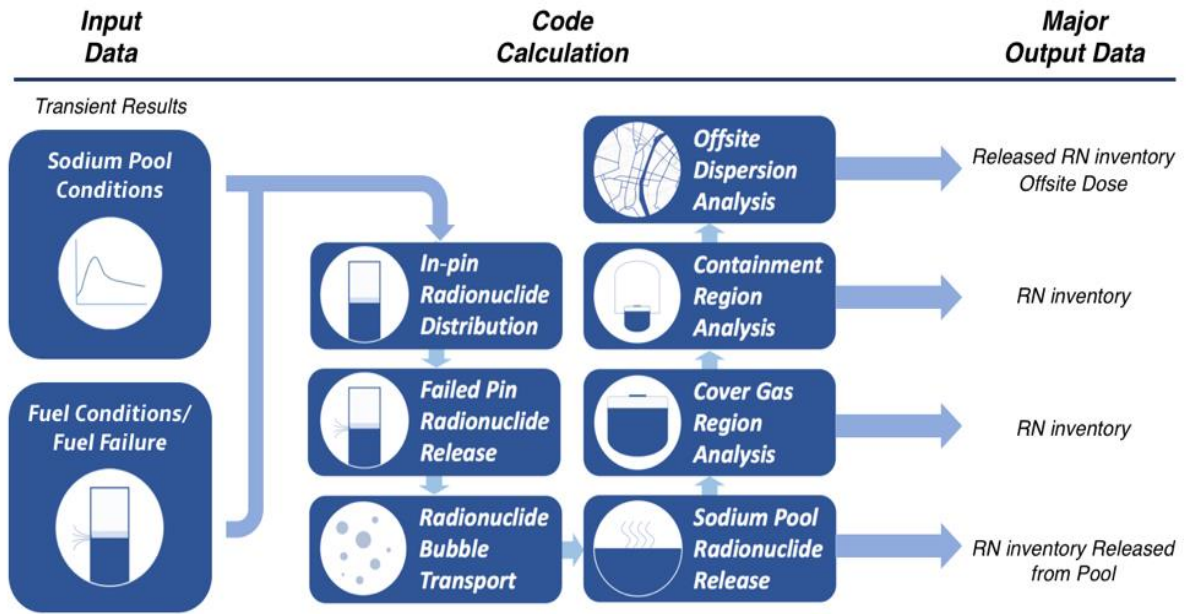 Input
Data
Code
Calculation
Major
Output Data
Transient Results
Sodium Pool
Conditions
Fuel Conditions/
Fuel Failure
In-pin
Radionuclide
Distribution
Failed Pin
Radionuclide
Release
Radionuclide
Bubble
Transport
Sodium Pool
Radionuclide
Release
Cover Gas
Region
Analysis
Containment
Region
Analysis
Offsite
Dispersion
Analysis
Released RN inventory
Offsite Dose
RN inventory
RN inventory
RN inventory Released
from Pool